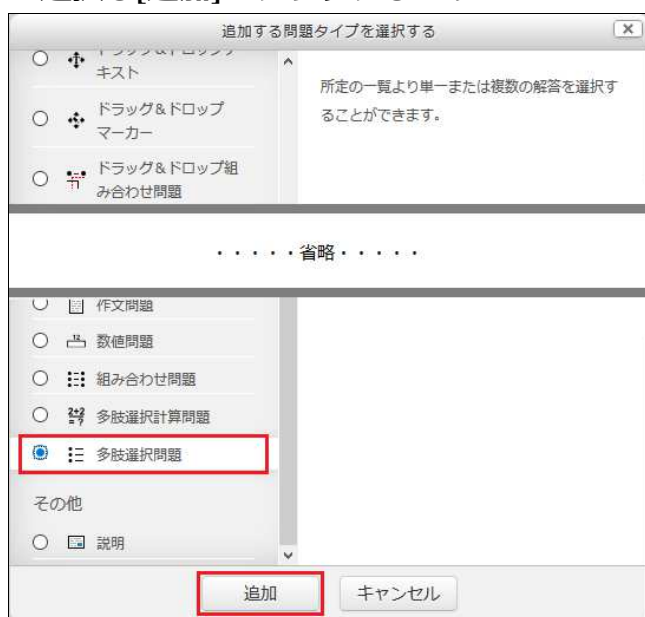 追加する問題タイプを選択する
キスト
所定の一覧より単一または複数の解答を選択す
ることができます。
ドラッグ&ドロップ
マーカー
ドラッグ&ドロップ組
み合わせ問題
・・・・・省略・・・・・
作文問題
数値問題
組み合わせ問題
多肢選択計算問題
多肢選択問題
その他
説明
追加 キャンセル